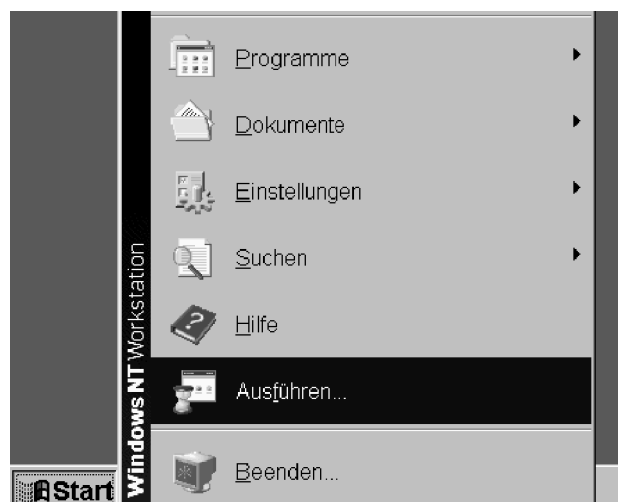 Programme
Dokumente
Einstellungen
Suchen
Hilfe
Ausführen...
Beenden...
Windows NT Workstation
Start